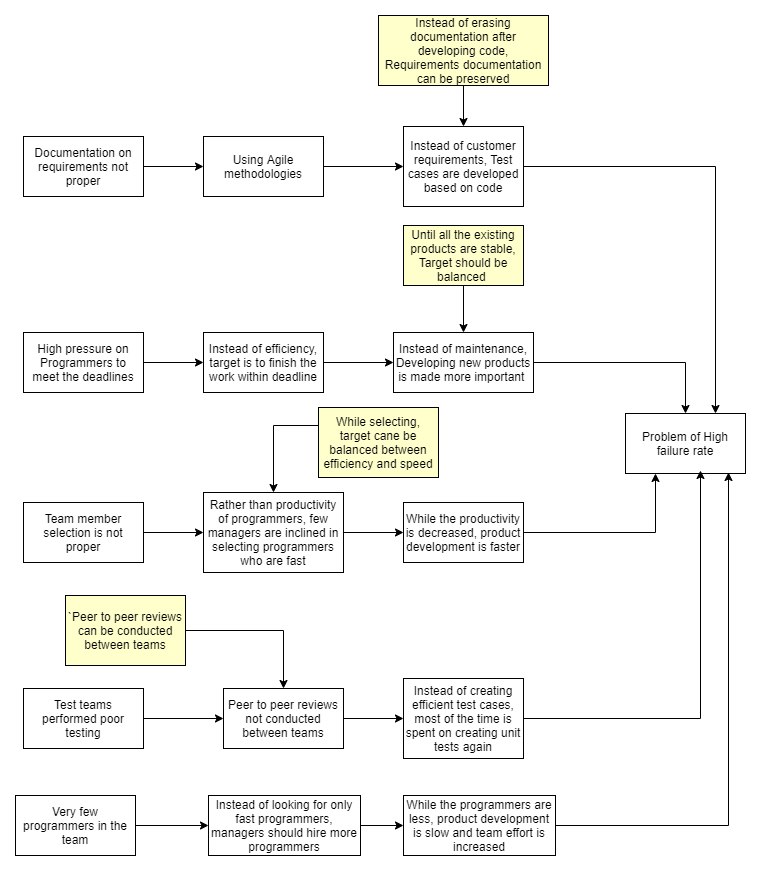 Instead of erasing
documentation after
developing code,
Requirements documentation
can be preserved
Documentation on
requirements not
proper
Using Agile
methodologies
Instead of customer
requirements, Test
cases are developed
based on code
Until all the existing
products are stable,
Target should be
balanced
High pressure on
Programmers to
meet the deadlines
Instead of efficiency,
target is to finish the
work within deadline
Instead of maintenance,
Developing new products
is made more important
While selecting,
target cane be
balanced between
efficiency and speed
Problem of High
failure rate
Team member
selection is not
proper
Rather than productivity
of programmers, few
managers are inclined in
selecting programmers
who are fast
While the productivity
is decreased, product
development is faster
`Peer to peer reviews
can be conducted
between teams
Test teams
performed poor
testing
Peer to peer reviews
not conducted
between teams
Instead of creating
efficient test cases,
most of the time is
spent on creating unit
tests again
Very few
programmers in the
team
Instead of looking for only
fast programmers,
managers should hire more
programmers
While the programmers are
less, product development
is slow and team effort is
increased